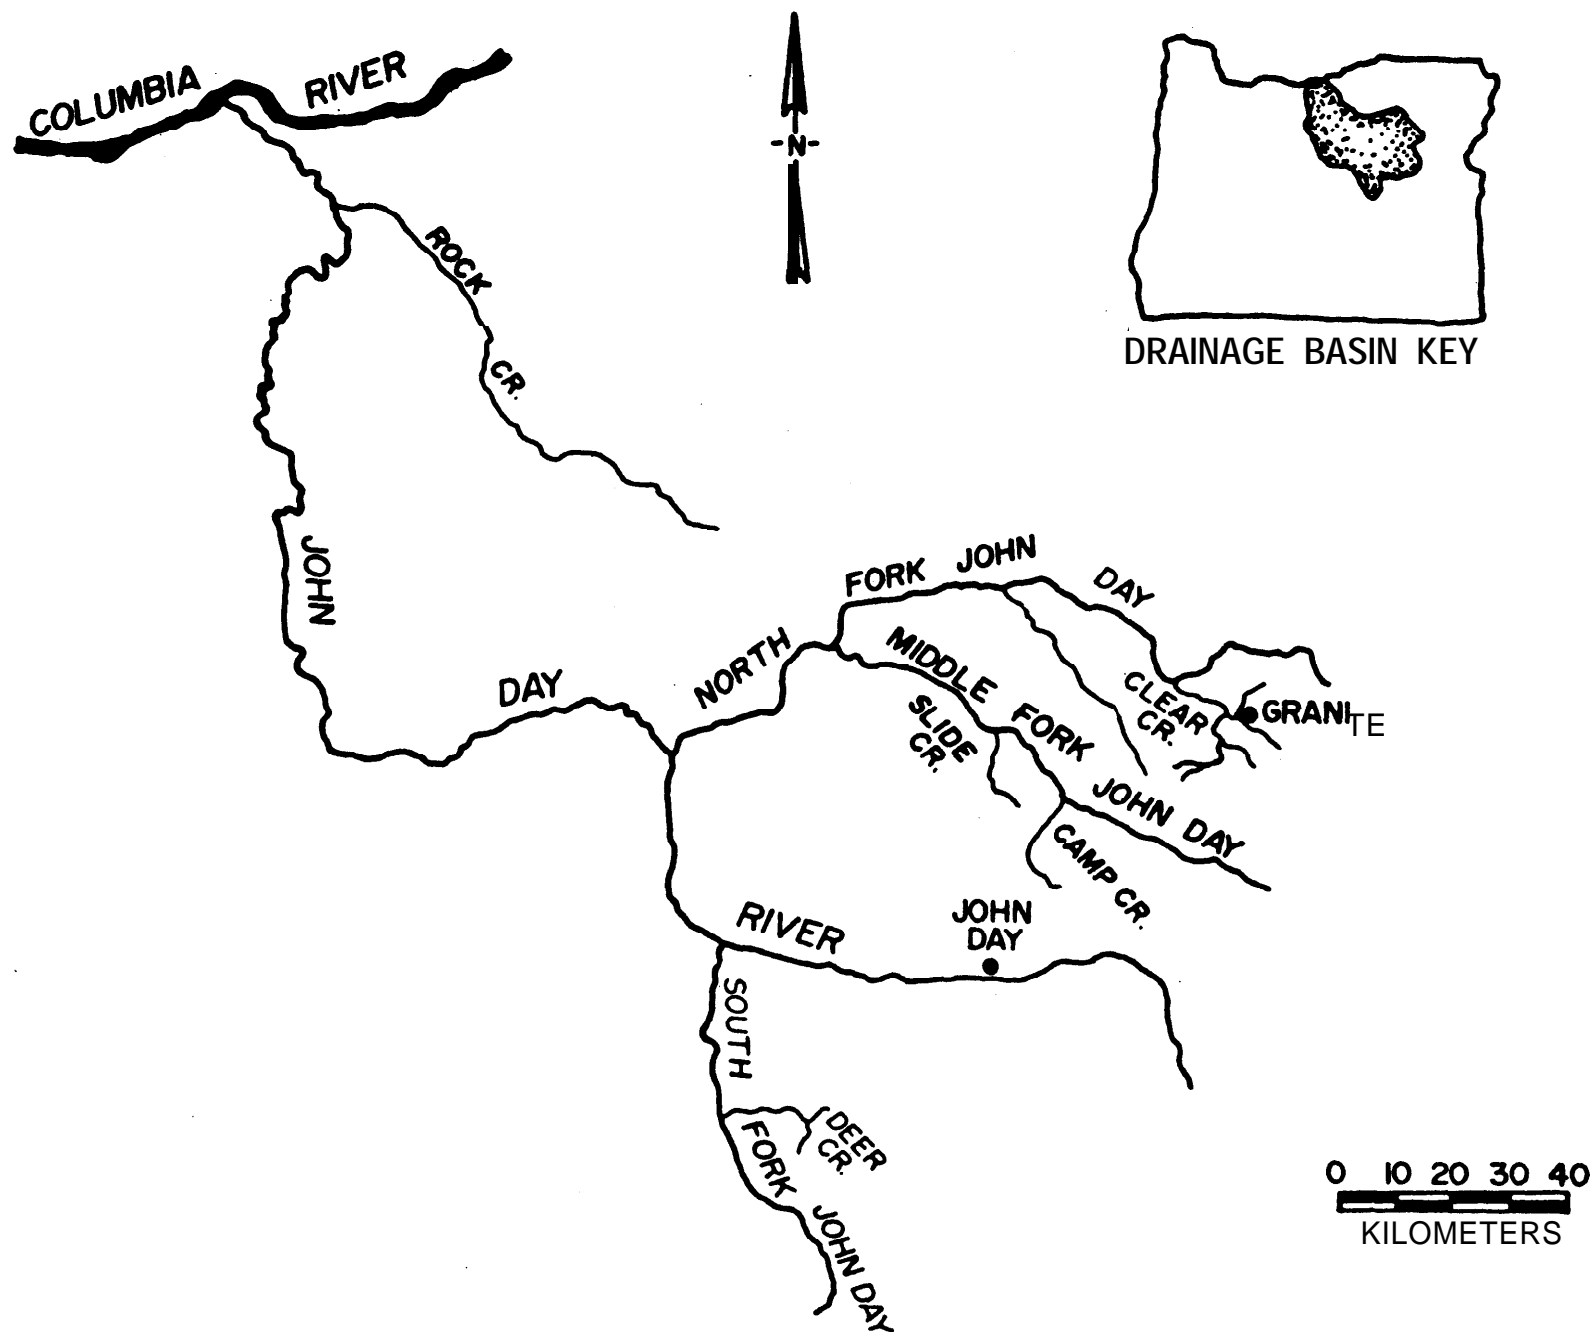 COLUMBIA RIVER
-N-
DRAINAGE BASIN KEY
ROCK CR.
JOHN DAY RIVER
NORTH FORK JOHN DAY
MIDDLE FORK JOHN DAY
CLEAR
CR.
GRANITE
SLIDE
CR.
CAMP CR.
JOHN
DAY
SOUTH FORK JOHN DAY
DEER
CR.
0 10 20 30 40
KILOMETERS